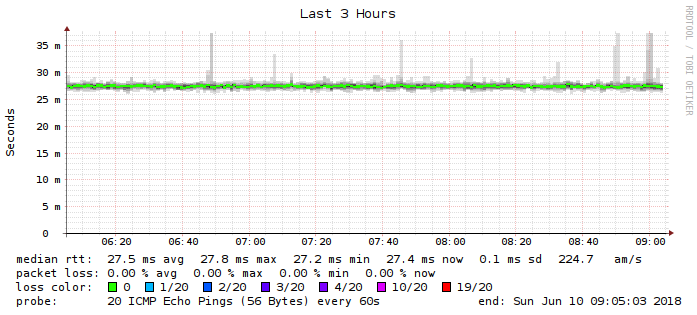 Last 3 Hours
RRDTOOL / TOBI OETIKER
Seconds
35 m
30 m
25 m
20 m
15 m
10 m
5 m
0
06:20 06:40 07:00 07:20 07:40 08:00 08:20 08:40 09:00
median rtt: 27.5 ms avg 27.8 ms max 27.2 ms min 27.4 ms now 0.1 ms sd 224.7 am/s
packet loss: 0.00 % avg 0.00 % max 0.00 % min 0.00 % now
loss color: 0 1/20 2/20 3/20 4/20 10/20 19/20
probe: 20 ICMP Echo Pings (56 Bytes) every 60s end: Sun Jun 10 09:05:03 2018